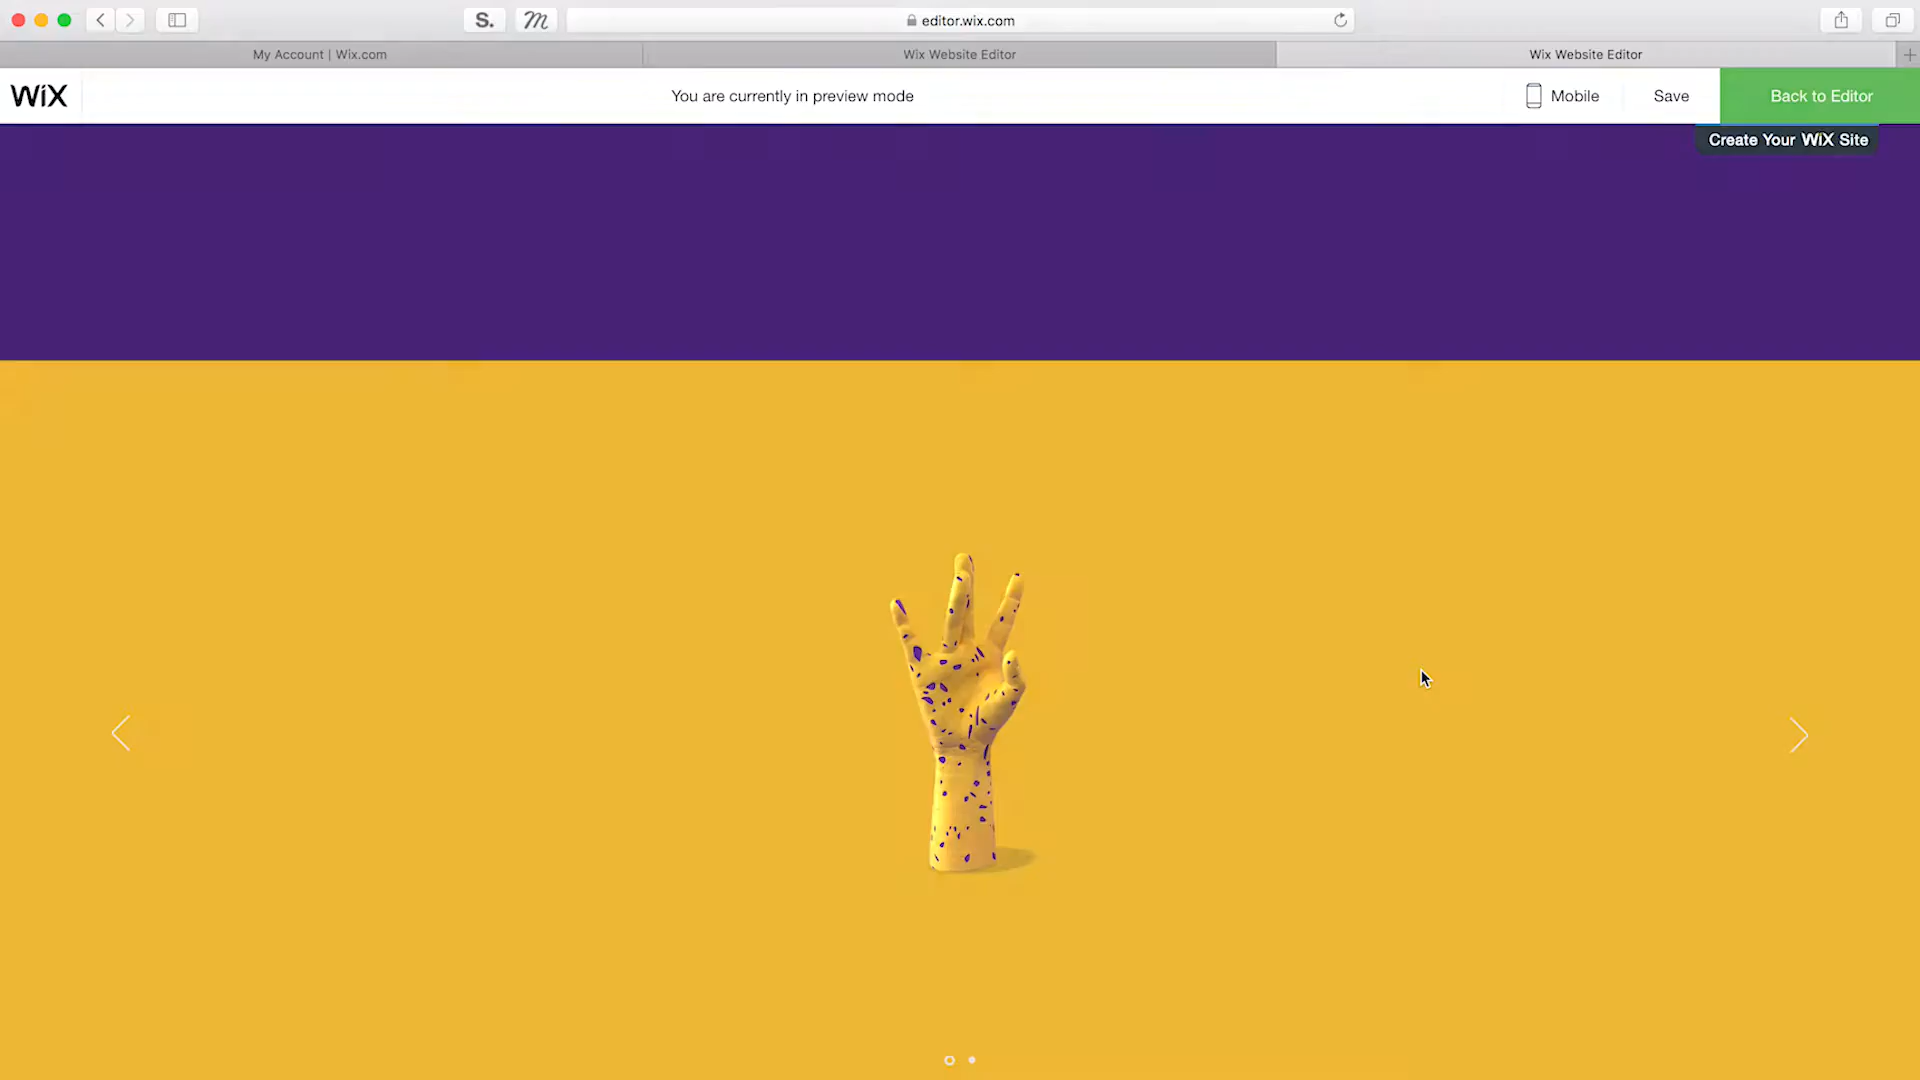 S. m editor.wix.com
My Account | Wix.com Wix Website Editor Wix Website Editor
WiX You are currently in preview mode Mobile Save Back to Editor
Create Your WiX Site